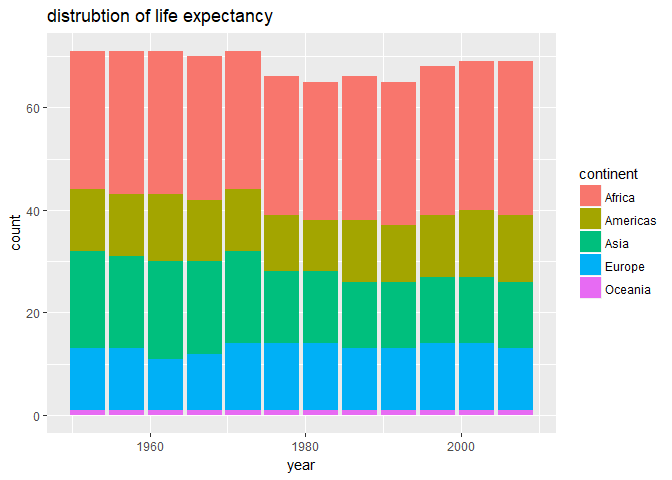 distrubtion of life expectancy
count
60
40
20
0
1960
1980
2000
year
continent
Africa
Americas
Asia
Europe
Oceania